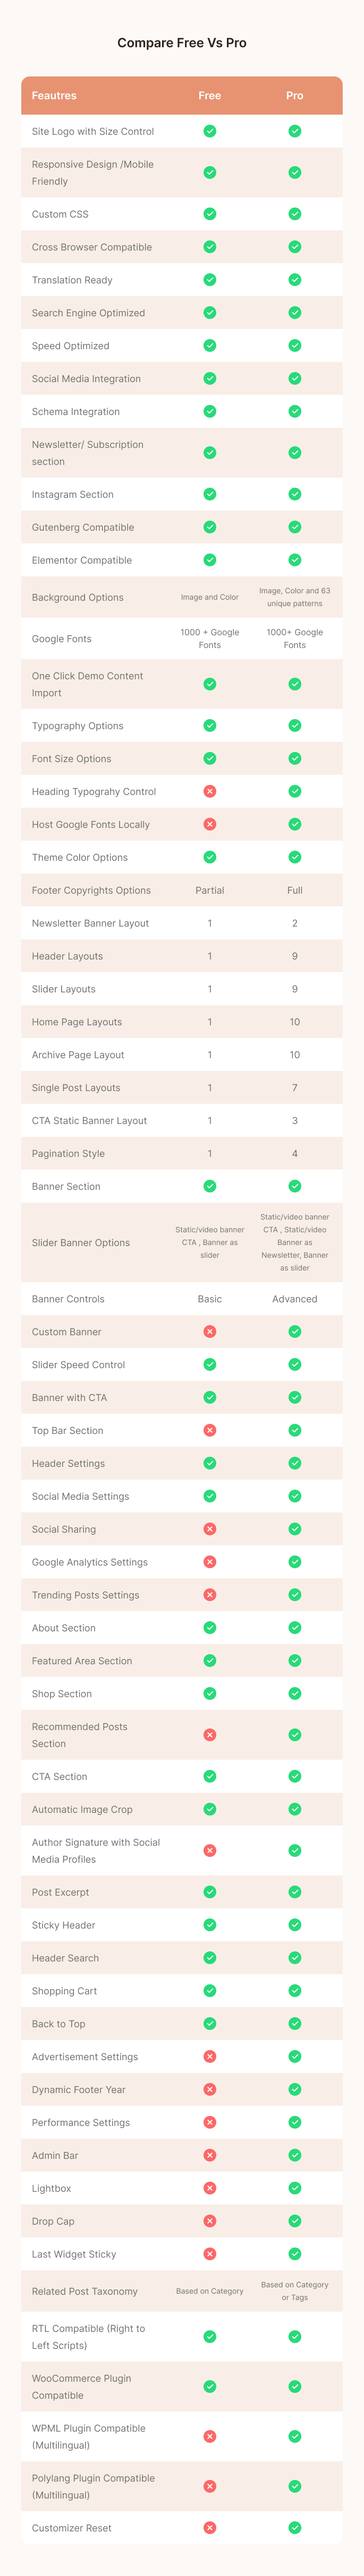 Compare Free Vs Pro
Feautres Free Pro
Site Logo with Size Control
Responsive Design /Mobile
Friendly
Custom CSS
Cross Browser Compatible
Translation Ready
Search Engine Optimized
Speed Optimized
Social Media Integration
Schema Integration
Newsletter/ Subscription
section
Instagram Section
Gutenberg Compatible
Elementor Compatible
Background Options
Image and Color
Image, Color and 63
unique patterns
Google Fonts
1000 + Google
Fonts
1000+ Google
Fonts
One Click Demo Content
Import
Typography Options
Font Size Options
Heading Typograhy Control
Host Google Fonts Locally
Theme Color Options
Footer Copyrights Options Partial Full
Newsletter Banner Layout 1 2
Header Layouts 1 9
Slider Layouts 1 9
Home Page Layouts 1 10
Archive Page Layout 1 10
Single Post Layouts 1 7
CTA Static Banner Layout 1 3
Pagination Style 1 4
Banner Section
Slider Banner Options
Static/video banner
CTA , Banner as
slider
Static/video banner
CTA , Static/video
Banner as
Newsletter, Banner
as slider
Banner Controls Basic Advanced
Custom Banner
Slider Speed Control
Banner with CTA
Top Bar Section
Header Settings
Social Media Settings
Social Sharing
Google Analytics Settings
Trending Posts Settings
About Section
Featured Area Section
Shop Section
Recommended Posts
Section
CTA Section
Automatic Image Crop
Author Signature with Social
Media Profiles
Post Excerpt
Sticky Header
Header Search
Shopping Cart
Back to Top
Advertisement Settings
Dynamic Footer Year
Performance Settings
Admin Bar
Lightbox
Drop Cap
Last Widget Sticky
Related Post Taxonomy
Based on Category
Based on Category
or Tags
RTL Compatible (Right to
Left Scripts)
WooCommerce Plugin
Compatible
WPML Plugin Compatible
(Multilingual)
Polylang Plugin Compatible
(Multilingual)
Customizer Reset